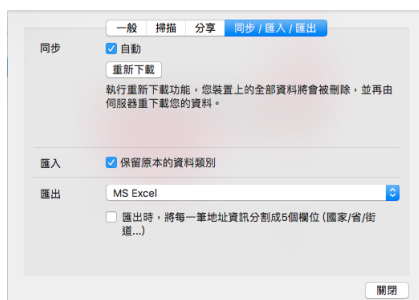 一般 掃描 分享 同步 / 匯入 / 匯出
同步 自動
重新下載
執行重新下載功能，您裝置上的全部資料將會被刪除，並再由
伺服器重下載您的資料。
匯入 保留原本的資料類別
匯出 MS Excel
匯出時，將每一筆地址資訊分割成5個欄位 (國家/省/街
道...)
關閉